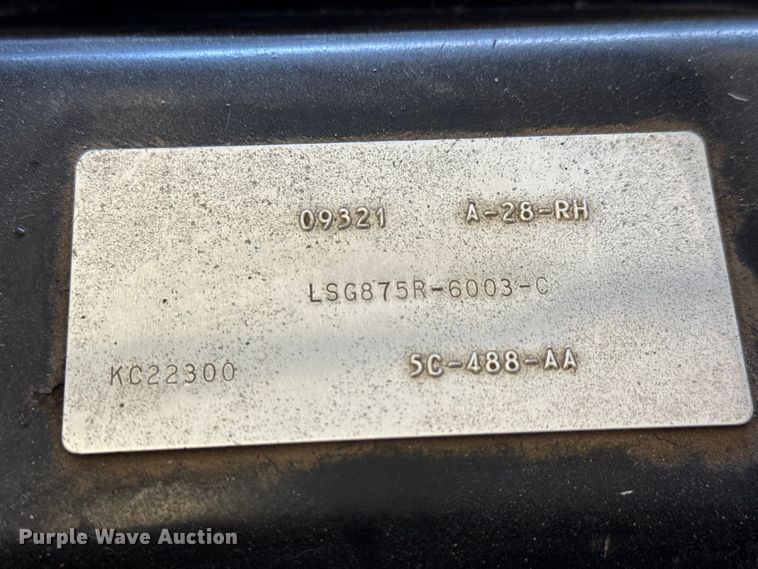 09321 A-28-RH
LSG875R-6003-C
KC22300 5C-488-AA
Purple Wave Auction